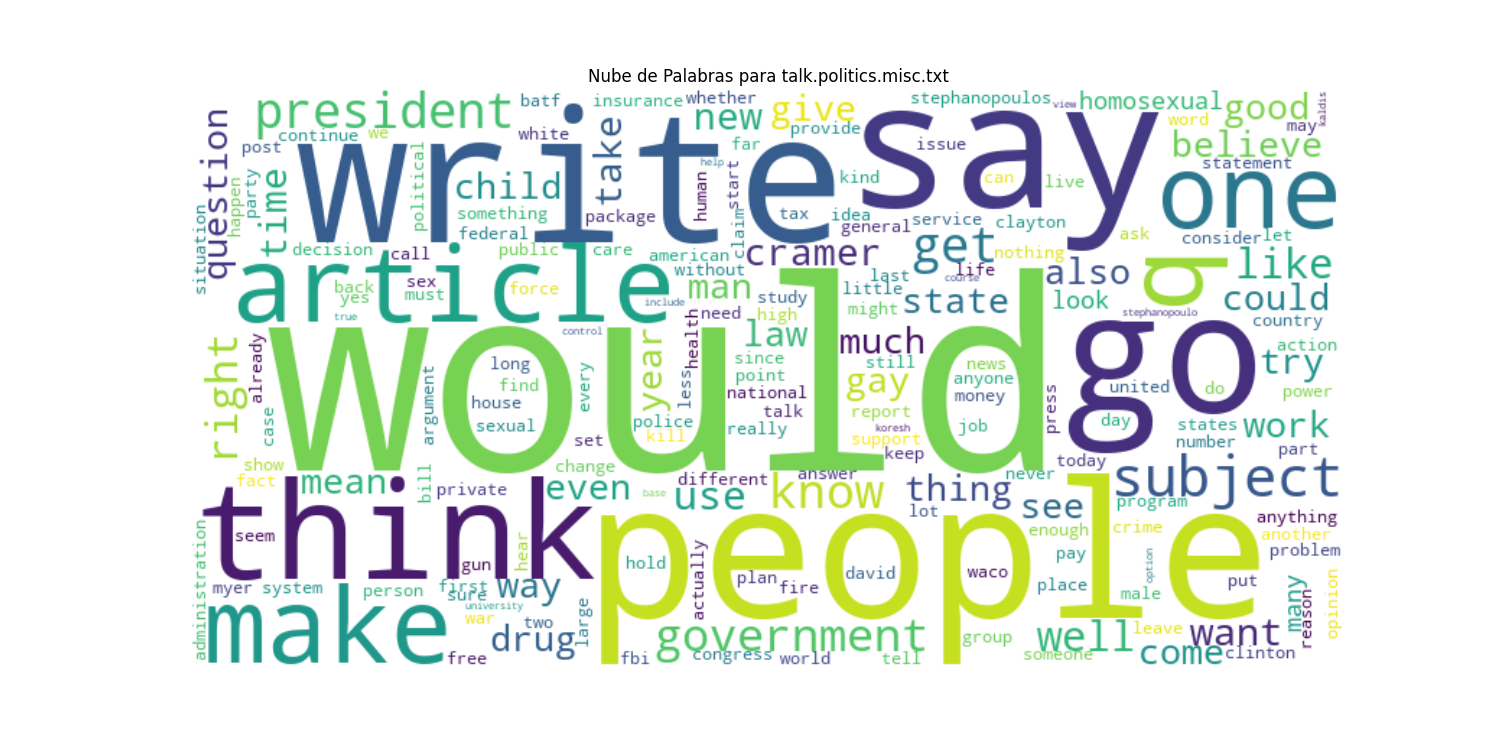 Nube de Palabras para talk.politics.misc.txt
president
batf
insurance
whether
stephanopoulos
view
homosexual
good
kaldis
continue
we
white
new
give
provide
say
word
may
question
post
write
take
far
issue
believe
statement
time
party
happen
political
child
help
human
start
kind
can
live
one
situation
something
package
tax
idea
general
service
clayton
federal
claim
ask
consider
let
decision
call
public
care
american
cramer
get
nothing
article
back
yes
sex
must
force
without
man
study
last
little
life
course
also
q
like
true
include
need
high
might
state
look
could
stephanopoulo
country
would
control
health
law
much
go
action
right
already
long
year
since
still
news
try
find
less
point
gay
anyone
united
do
power
case
argument
house
every
national
money
press
sexual
police
talk
report
job
day
states
work
set
kill
really
koresh
support
number
keep
part
show
fact
mean
bill
change
different
answer
never
today
subject
think
private
even
base
use
know
thing
lot
see
program
people
seem
enough
crime
anything
another
administration
gun
hear
actually
hold
plan
fire
david
waco
pay
option
problem
myer
system
person
first
sure
way
place
male
put
many
reason
opinion
make
university
war
two
large
drug
government
group
well
leave
want
free
fbi
congress
world
tell
someone
come
clinton